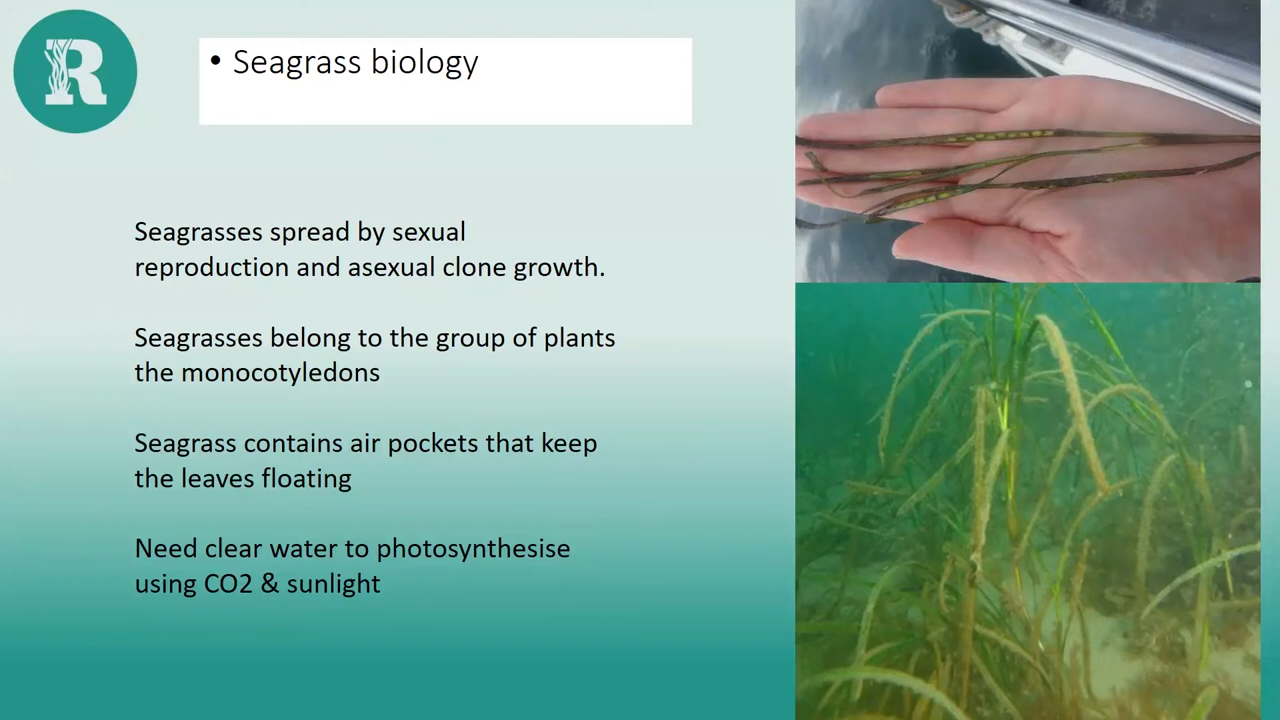 R
• Seagrass biology
Seagrasses spread by sexual
reproduction and asexual clone growth.
Seagrasses belong to the group of plants
the monocotyledons
Seagrass contains air pockets that keep
the leaves floating
Need clear water to photosynthesise
using CO2 & sunlight